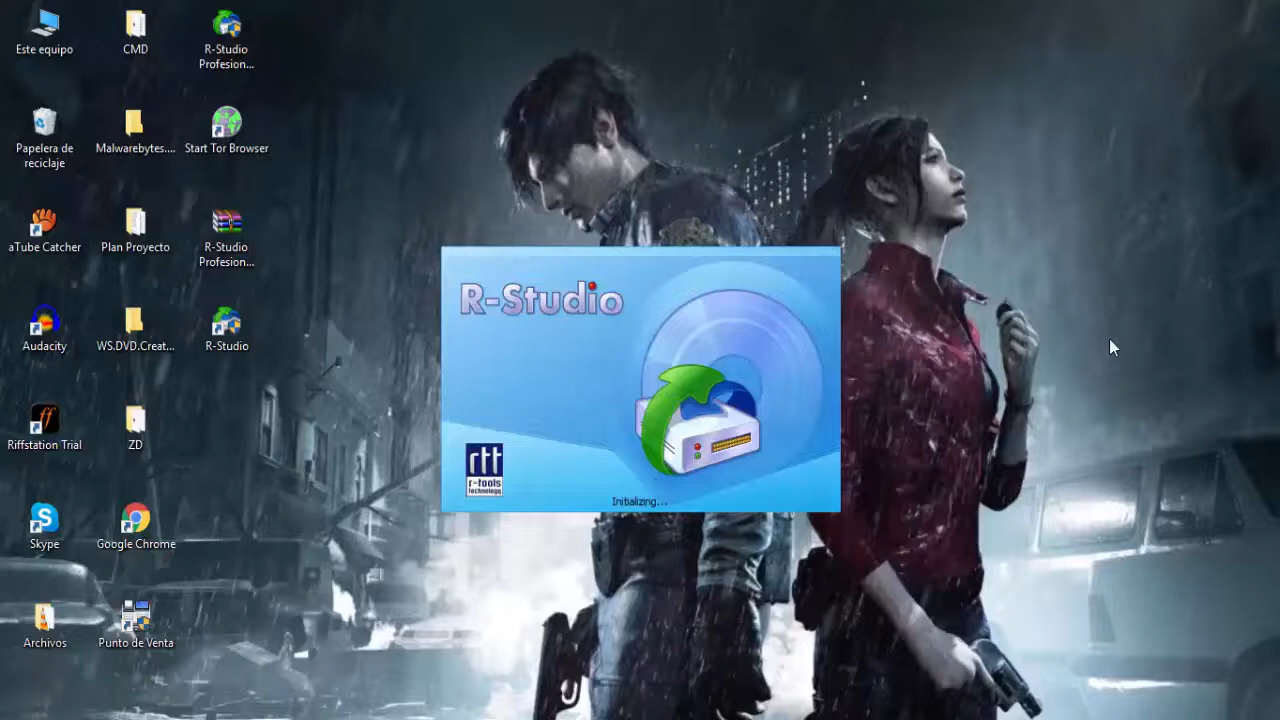 Este equipo
CMD
R-Studio
Profesion...
Papelera de
reciclaje
Malwarebytes....
Start Tor Browser
aTube Catcher
Plan Proyecto
R-Studio
Profesion...
Audacity
WS.DVD.Creat...
R-Studio
Riffstation Trial
ZD
Skype
Google Chrome
Archivos
Punto de Venta
R-Studio
rtt
r-tools
technology
Initializing...
ff
S